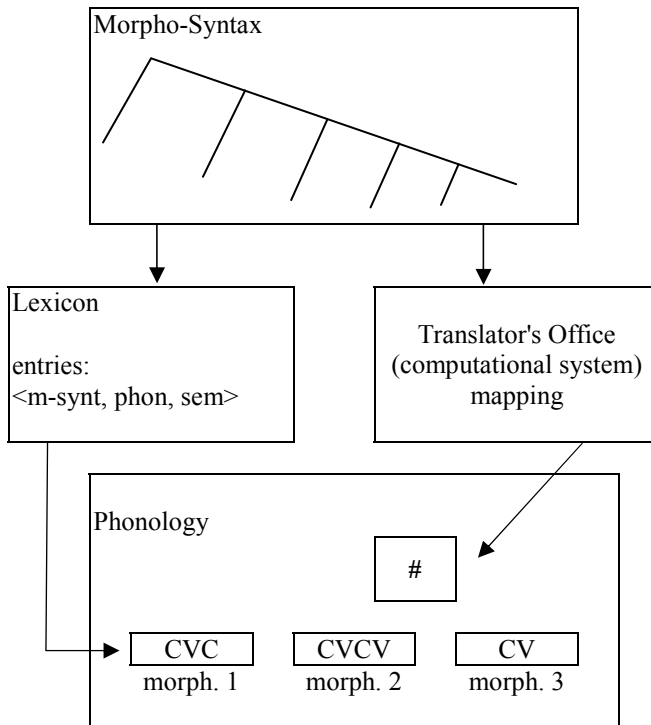 Morpho-Syntax
Lexicon
entries:
<m-synt, phon, sem>
Translator's Office
(computational system)
mapping
Phonology
#
CVC
CVCV
CV
morph. 1
morph. 2
morph. 3